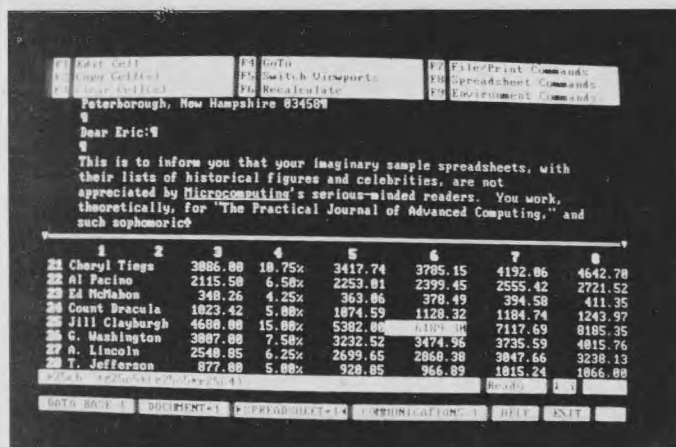 F1 Edit Cell F4 GoTo F7 File/Print Commands
F2 Copy Cell(s) F5 Switch Viewports F8 Spreadsheet Commands
F3 Clear Cell(s) F6 Recalculate F9 Environment Commands
Peterborough, New Hampshire 03458¶
¶
Dear Eric:¶
¶
This is to inform you that your imaginary sample spreadsheets, with
their lists of historical figures and celebrities, are not
appreciated by Microcomputing's serious-minded readers. You work,
theoretically, for "The Practical Journal of Advanced Computing," and
such sophomoric
1 2 3 4 5 6 7 8
21 Cheryl Tiegs 3086.00 10.75% 3417.74 3785.15 4192.06 4642.70
22 Al Pacino 2115.50 6.50% 2253.01 2399.45 2555.42 2721.52
23 Ed McMahon 348.26 4.25% 363.06 378.49 394.58 411.35
24 Count Dracula 1023.42 5.00% 1074.59 1128.32 1184.74 1243.97
25 Jill Clayburgh 4680.00 15.00% 5382.00 6189.30 7117.69 8185.35
26 G. Washington 3007.00 7.50% 3232.52 3474.96 3735.59 4015.76
27 A. Lincoln 2540.85 6.25% 2699.65 2868.38 3047.66 3238.13
28 T. Jefferson 877.00 5.00% 920.85 966.89 1015.24 1066.00
Ready
DATA BASE DOCUMENT SPREADSHEET COMMUNICATIONS HELP EXIT